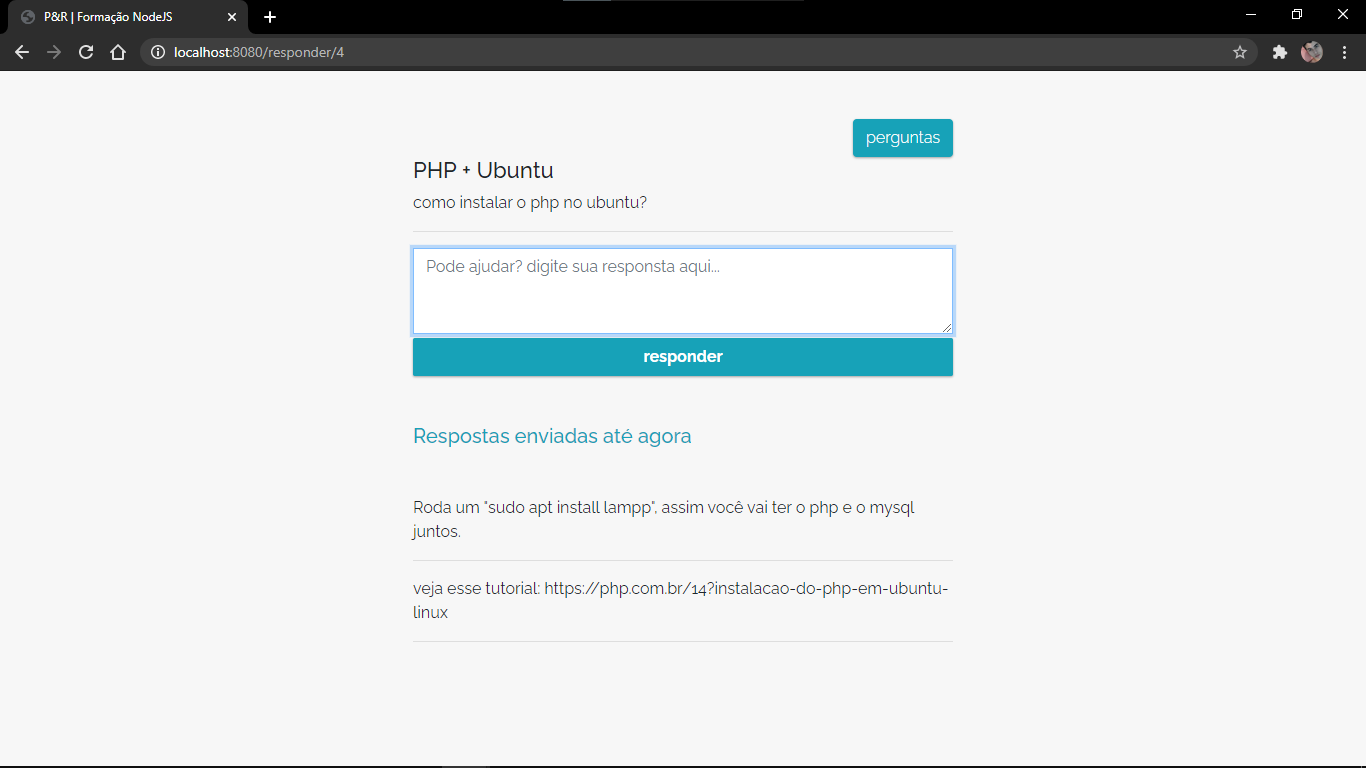 P&R | Formação NodeJS
localhost:8080/responder/4
perguntas
PHP + Ubuntu
como instalar o php no ubuntu?
Pode ajudar? digite sua responsta aqui...
responder
Respostas enviadas até agora
Roda um "sudo apt install lampp", assim você vai ter o php e o mysql
juntos.
veja esse tutorial: https://php.com.br/14?instalacao-do-php-em-ubuntu-
linux